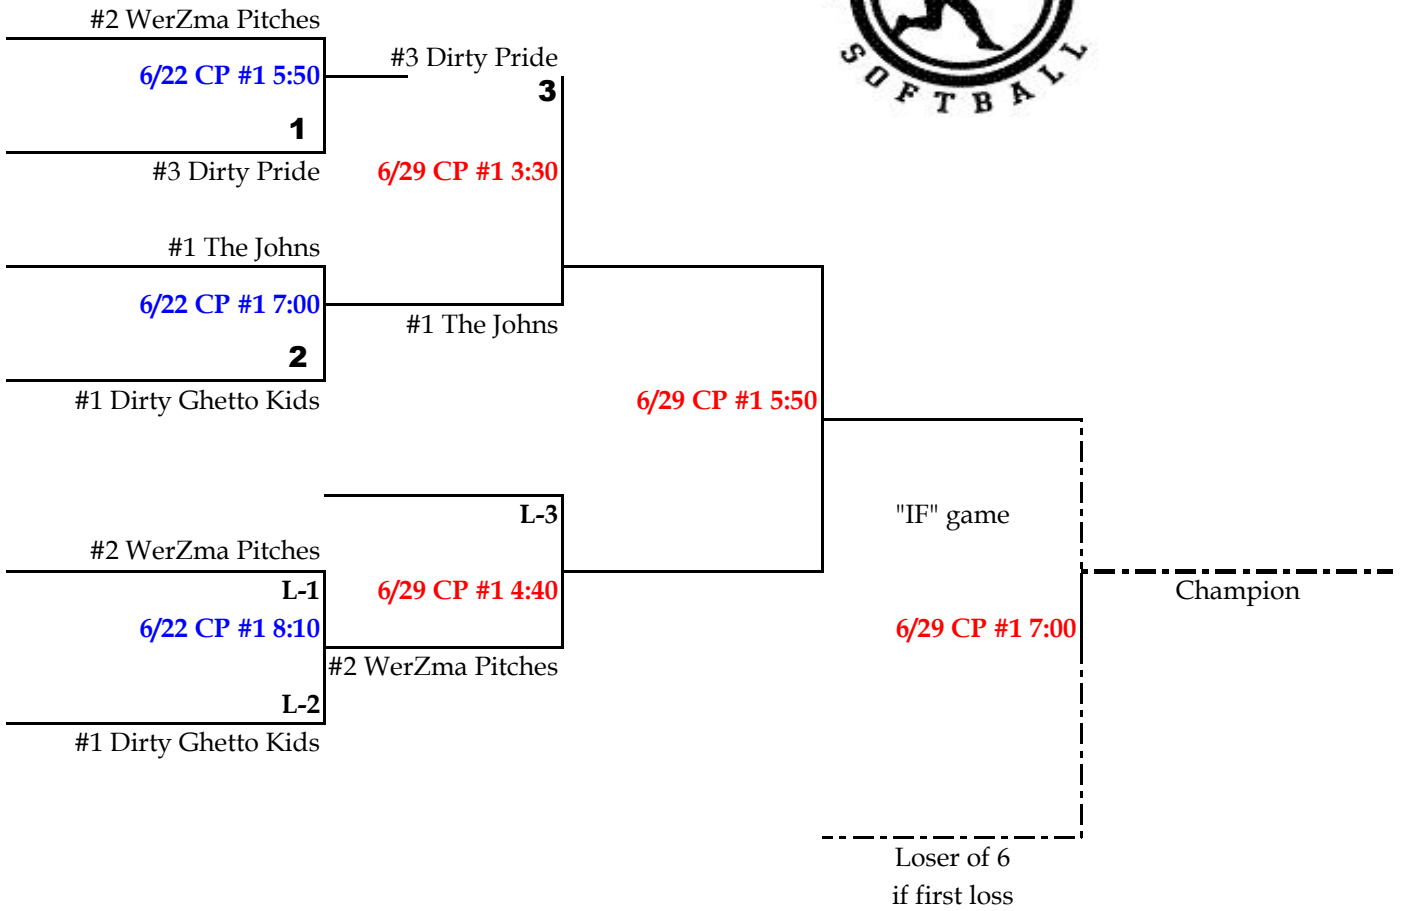 #2 WerZma Pitches
6/22 CP #1 5:50
1
#3 Dirty Pride
#3 Dirty Pride
3
6/29 CP #1 3:30
SOFTBALL
#1 The Johns
6/22 CP #1 7:00
2
#1 Dirty Ghetto Kids
#1 The Johns
6/29 CP #1 5:50
L-3
#2 WerZma Pitches
L-1
6/22 CP #1 8:10
L-2
#1 Dirty Ghetto Kids
6/29 CP #1 4:40
#2 WerZma Pitches
"IF" game
6/29 CP #1 7:00
Champion
Loser of 6
if first loss